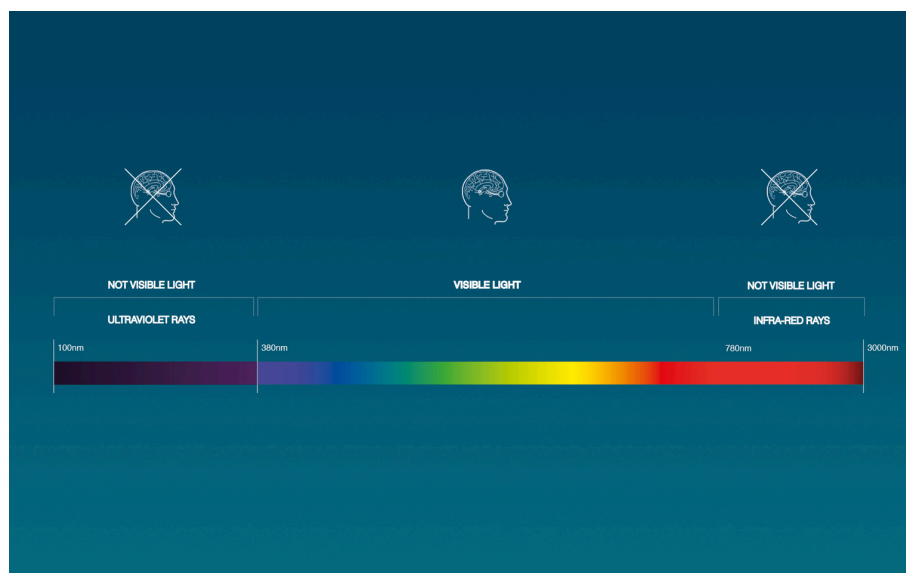 NOT VISIBLE LIGHT
VISIBLE LIGHT
NOT VISIBLE LIGHT
ULTRAVIOLET RAYS
INFRA-RED RAYS
100nm
380nm
780nm
3000nm